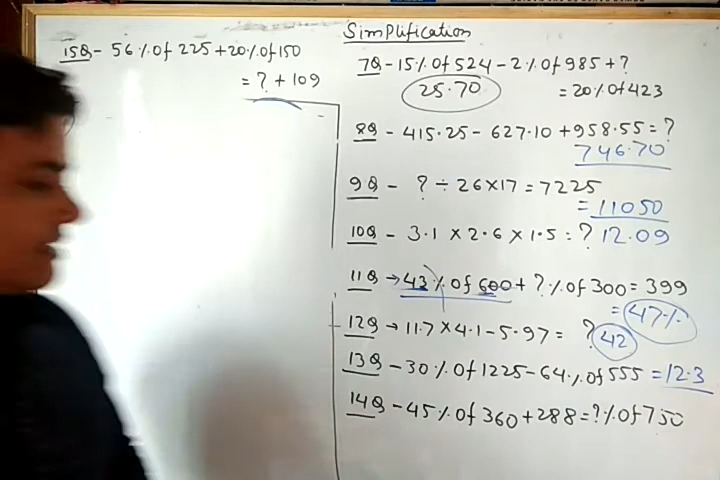 Simplification
15Q - 56 % of 225 + 20 % of 150
= ? + 109
7Q - 15 % of 524 - 2 % of 985 + ?
= 20 % of 423
25.70
8Q - 415.25 - 627.10 + 958.55 = ?
746.70
9Q - ? ÷ 26 × 17 = 7225
= 11050
10Q - 3.1 × 2.6 × 1.5 = ? 12.09
11Q → 43 % of 600 + ? % of 300 = 399
= 47 %
12Q → 11.7 × 4.1 - 5.97 = ? 42
13Q - 30 % of 1225 - 64 % of 555 = 12.3
14Q - 45 % of 360 + 288 = ? % of 750